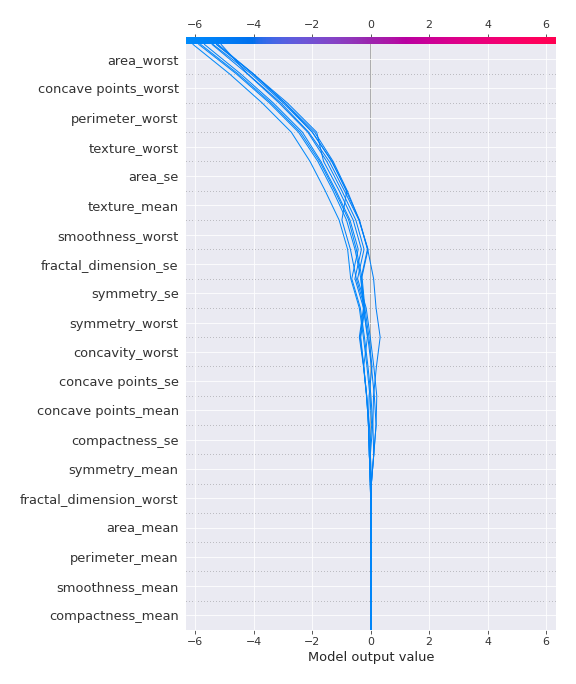 −6 −4 −2 0 2 4 6
area_worst
concave points_worst
perimeter_worst
texture_worst
area_se
texture_mean
smoothness_worst
fractal_dimension_se
symmetry_se
symmetry_worst
concavity_worst
concave points_se
concave points_mean
compactness_se
symmetry_mean
fractal_dimension_worst
area_mean
perimeter_mean
smoothness_mean
compactness_mean
−6 −4 −2 0 2 4 6
Model output value